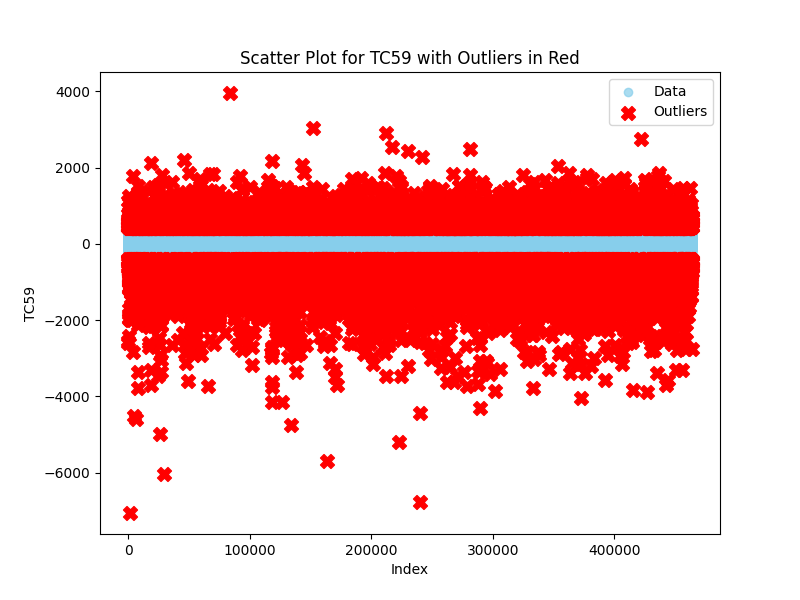 Scatter Plot for TC59 with Outliers in Red
Data
Outliers
4000
2000
0
−2000
−4000
−6000
TC59
0 100000 200000 300000 400000
Index